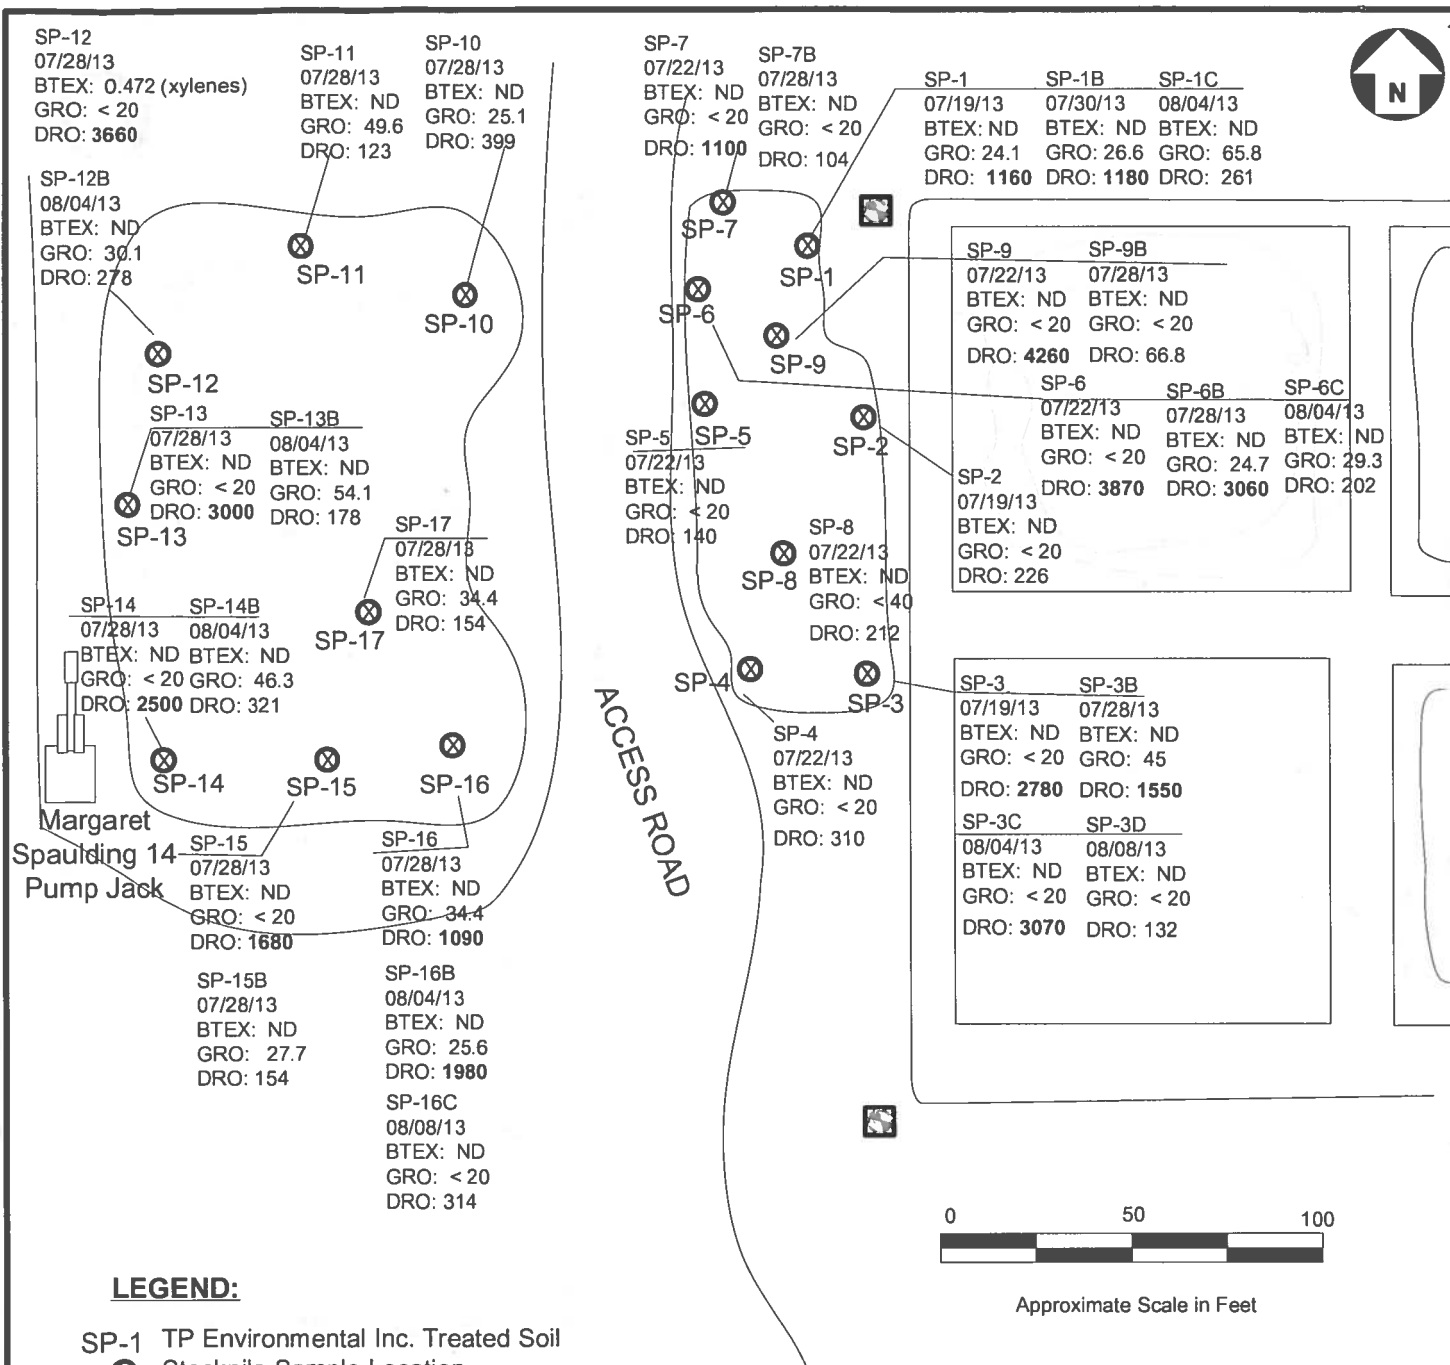 SP-12
07/28/13
BTEX: 0.472 (xylenes)
GRO: < 20
DRO: 3660
SP-11
07/28/13
BTEX: ND
GRO: 49.6
DRO: 123
SP-10
07/28/13
BTEX: ND
GRO: 25.1
DRO: 399
SP-7
07/22/13
BTEX: ND
GRO: < 20
DRO: 1100
SP-7B
07/28/13
BTEX: ND
GRO: < 20
DRO: 104
SP-1
07/19/13
BTEX: ND
GRO: 24.1
DRO: 1160
SP-1B
07/30/13
BTEX: ND
GRO: 26.6
DRO: 1180
SP-1C
08/04/13
BTEX: ND
GRO: 65.8
DRO: 261
N
SP-12B
08/04/13
BTEX: ND
GRO: 30.1
DRO: 278
SP-11
SP-10
SP-12
SP-7
SP-1
SP-6
SP-9
SP-9
07/22/13
BTEX: ND
GRO: < 20
DRO: 4260
SP-9B
07/28/13
BTEX: ND
GRO: < 20
DRO: 66.8
SP-6
07/22/13
BTEX: ND
GRO: < 20
DRO: 3870
SP-6B
07/28/13
BTEX: ND
GRO: 24.7
DRO: 3060
SP-6C
08/04/13
BTEX: ND
GRO: 29.3
DRO: 202
SP-13
07/28/13
BTEX: ND
GRO: < 20
DRO: 3000
SP-13B
08/04/13
BTEX: ND
GRO: 54.1
DRO: 178
SP-13
SP-5
SP-2
SP-5
07/22/13
BTEX: ND
GRO: < 20
DRO: 140
SP-2
07/19/13
BTEX: ND
GRO: < 20
DRO: 226
SP-17
07/28/13
BTEX: ND
GRO: 34.4
DRO: 154
SP-17
SP-8
SP-8
07/22/13
BTEX: ND
GRO: < 40
DRO: 212
SP-14
07/28/13
BTEX: ND
GRO: < 20
DRO: 2500
SP-14B
08/04/13
BTEX: ND
GRO: 46.3
DRO: 321
SP-14
SP-15
SP-16
SP-4
SP-3
ACCESS ROAD
SP-4
07/22/13
BTEX: ND
GRO: < 20
DRO: 310
SP-3
07/19/13
BTEX: ND
GRO: < 20
DRO: 2780
SP-3B
07/28/13
BTEX: ND
GRO: 45
DRO: 1550
SP-3C
08/04/13
BTEX: ND
GRO: < 20
DRO: 3070
SP-3D
08/08/13
BTEX: ND
GRO: < 20
DRO: 132
Margaret
Spaulding 14
Pump Jack
SP-15
07/28/13
BTEX: ND
GRO: < 20
DRO: 1680
SP-16
07/28/13
BTEX: ND
GRO: 34.4
DRO: 1090
SP-15B
07/28/13
BTEX: ND
GRO: 27.7
DRO: 154
SP-16B
08/04/13
BTEX: ND
GRO: 25.6
DRO: 1980
SP-16C
08/08/13
BTEX: ND
GRO: < 20
DRO: 314
0 50 100
Approximate Scale in Feet
LEGEND:
SP-1 TP Environmental Inc. Treated Soil
Stockpile Sample Location